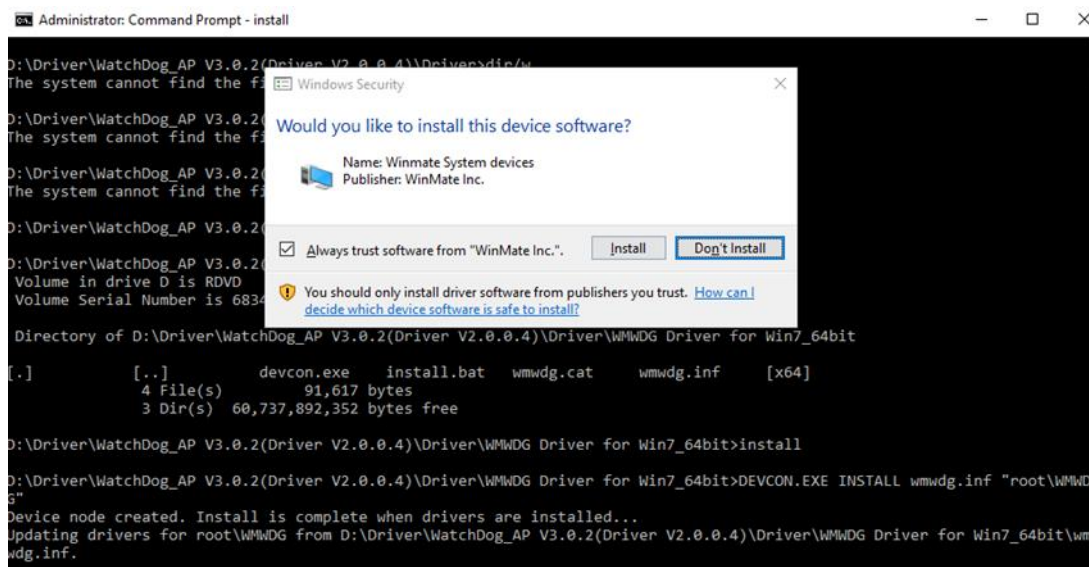 Administrator: Command Prompt - install
D:\Driver\WatchDog_AP V3.0.2(Driver V2.0.0.4)\Driver>dir/w
The system cannot find the fi
Windows Security
D:\Driver\WatchDog_AP V3.0.2(
The system cannot find the fi
Would you like to install this device software?
D:\Driver\WatchDog_AP V3.0.2(
The system cannot find the fi
Name: Winmate System devices
Publisher: WinMate Inc.
D:\Driver\WatchDog_AP V3.0.2(
D:\Driver\WatchDog_AP V3.0.2(
Always trust software from "WinMate Inc.".
Install
Don't Install
Volume in drive D is RDVD
Volume Serial Number is 6834
You should only install driver software from publishers you trust. How can I
decide which device software is safe to install?
Directory of D:\Driver\WatchDog_AP V3.0.2(Driver V2.0.0.4)\Driver\WMWDG Driver for Win7_64bit
[.] [..] devcon.exe install.bat wmwdg.cat wmwdg.inf [x64]
4 File(s) 91,617 bytes
3 Dir(s) 60,737,892,352 bytes free
D:\Driver\WatchDog_AP V3.0.2(Driver V2.0.0.4)\Driver\WMWDG Driver for Win7_64bit>install
D:\Driver\WatchDog_AP V3.0.2(Driver V2.0.0.4)\Driver\WMWDG Driver for Win7_64bit>DEVCON.EXE INSTALL wmwdg.inf "root\WMWD
G"
Device node created. Install is complete when drivers are installed...
Updating drivers for root\WMWDG from D:\Driver\WatchDog_AP V3.0.2(Driver V2.0.0.4)\Driver\WMWDG Driver for Win7_64bit\wm
wdg.inf.